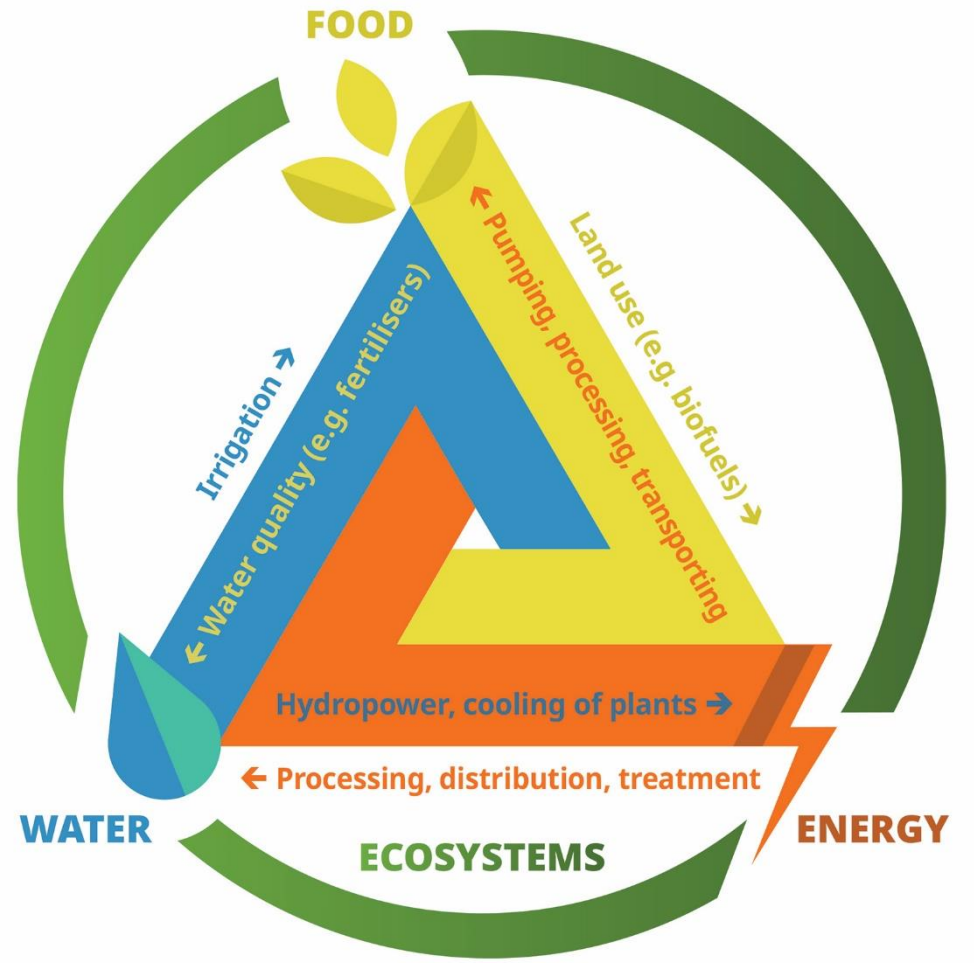 FOOD
← Pumping, processing, transporting
Land use (e.g. biofuels) →
Irrigation →
← Water quality (e.g. fertilisers)
Hydropower, cooling of plants →
← Processing, distribution, treatment
WATER
ENERGY
ECOSYSTEMS